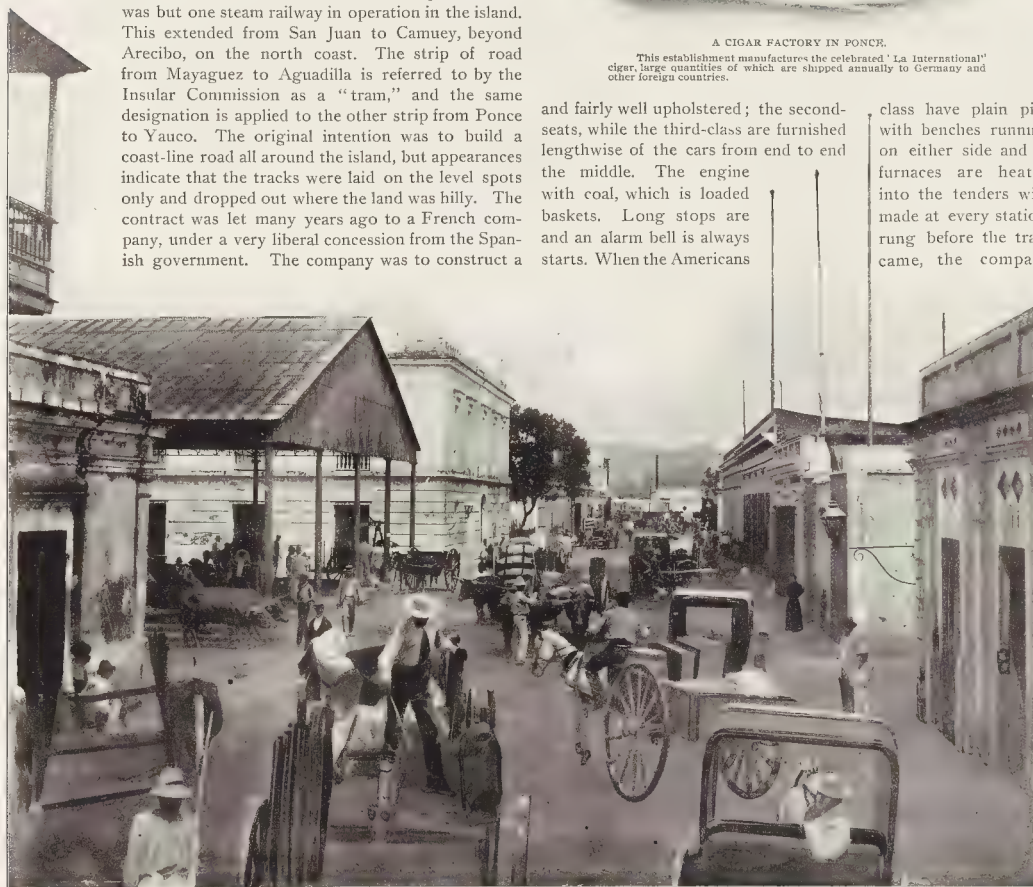 was but one steam railway in operation in the island.
This extended from San Juan to Camuey, beyond
Arecibo, on the north coast. The strip of road
from Mayaguez to Aguadilla is referred to by the
Insular Commission as a “tram,” and the same
designation is applied to the other strip from Ponce
to Yauco. The original intention was to build a
coast-line road all around the island, but appearances
indicate that the tracks were laid on the level spots
only and dropped out where the land was hilly. The
contract was let many years ago to a French com-
pany, under a very liberal concession from the Span-
ish government. The company was to construct a
A CIGAR FACTORY IN PONCE.
This establishment manufactures the celebrated ' La International”
cigar, large quantities of which are shipped annually to Germany and
other foreign countries.
and fairly well upholstered; the second- class have plain pi
seats, while the third-class are furnished with benches runni
lengthwise of the cars from end to end on either side and
the middle. The engine furnaces are heat
with coal, which is loaded into the tenders wi
baskets. Long stops are made at every statio
and an alarm bell is always rung before the tra
starts. When the Americans came, the compa